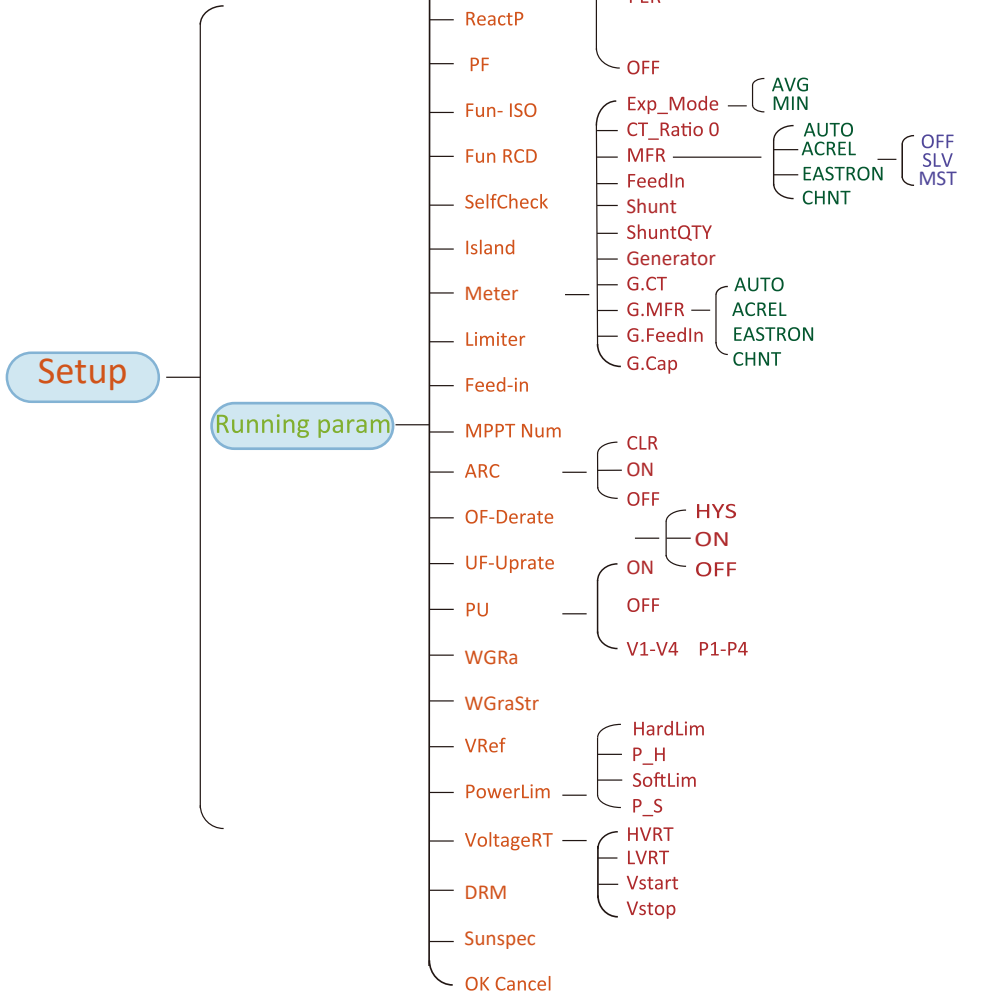 Setup
Running param
ReactP
PF
OFF
Fun- ISO
Fun RCD
SelfCheck
Island
Meter
Exp_Mode
AVG
MIN
CT_Ratio 0
MFR
AUTO
ACREL
EASTRON
CHNT
OFF
SLV
MST
FeedIn
Shunt
ShuntQTY
Generator
G.CT
G.MFR
AUTO
ACREL
EASTRON
CHNT
G.FeedIn
G.Cap
Limiter
Feed-in
MPPT Num
ARC
CLR
ON
OFF
OF-Derate
HYS
ON
OFF
UF-Uprate
PU
ON
OFF
V1-V4 P1-P4
WGRa
WGraStr
VRef
PowerLim
HardLim
P_H
SoftLim
P_S
VoltageRT
HVRT
LVRT
Vstart
Vstop
DRM
Sunspec
OK Cancel